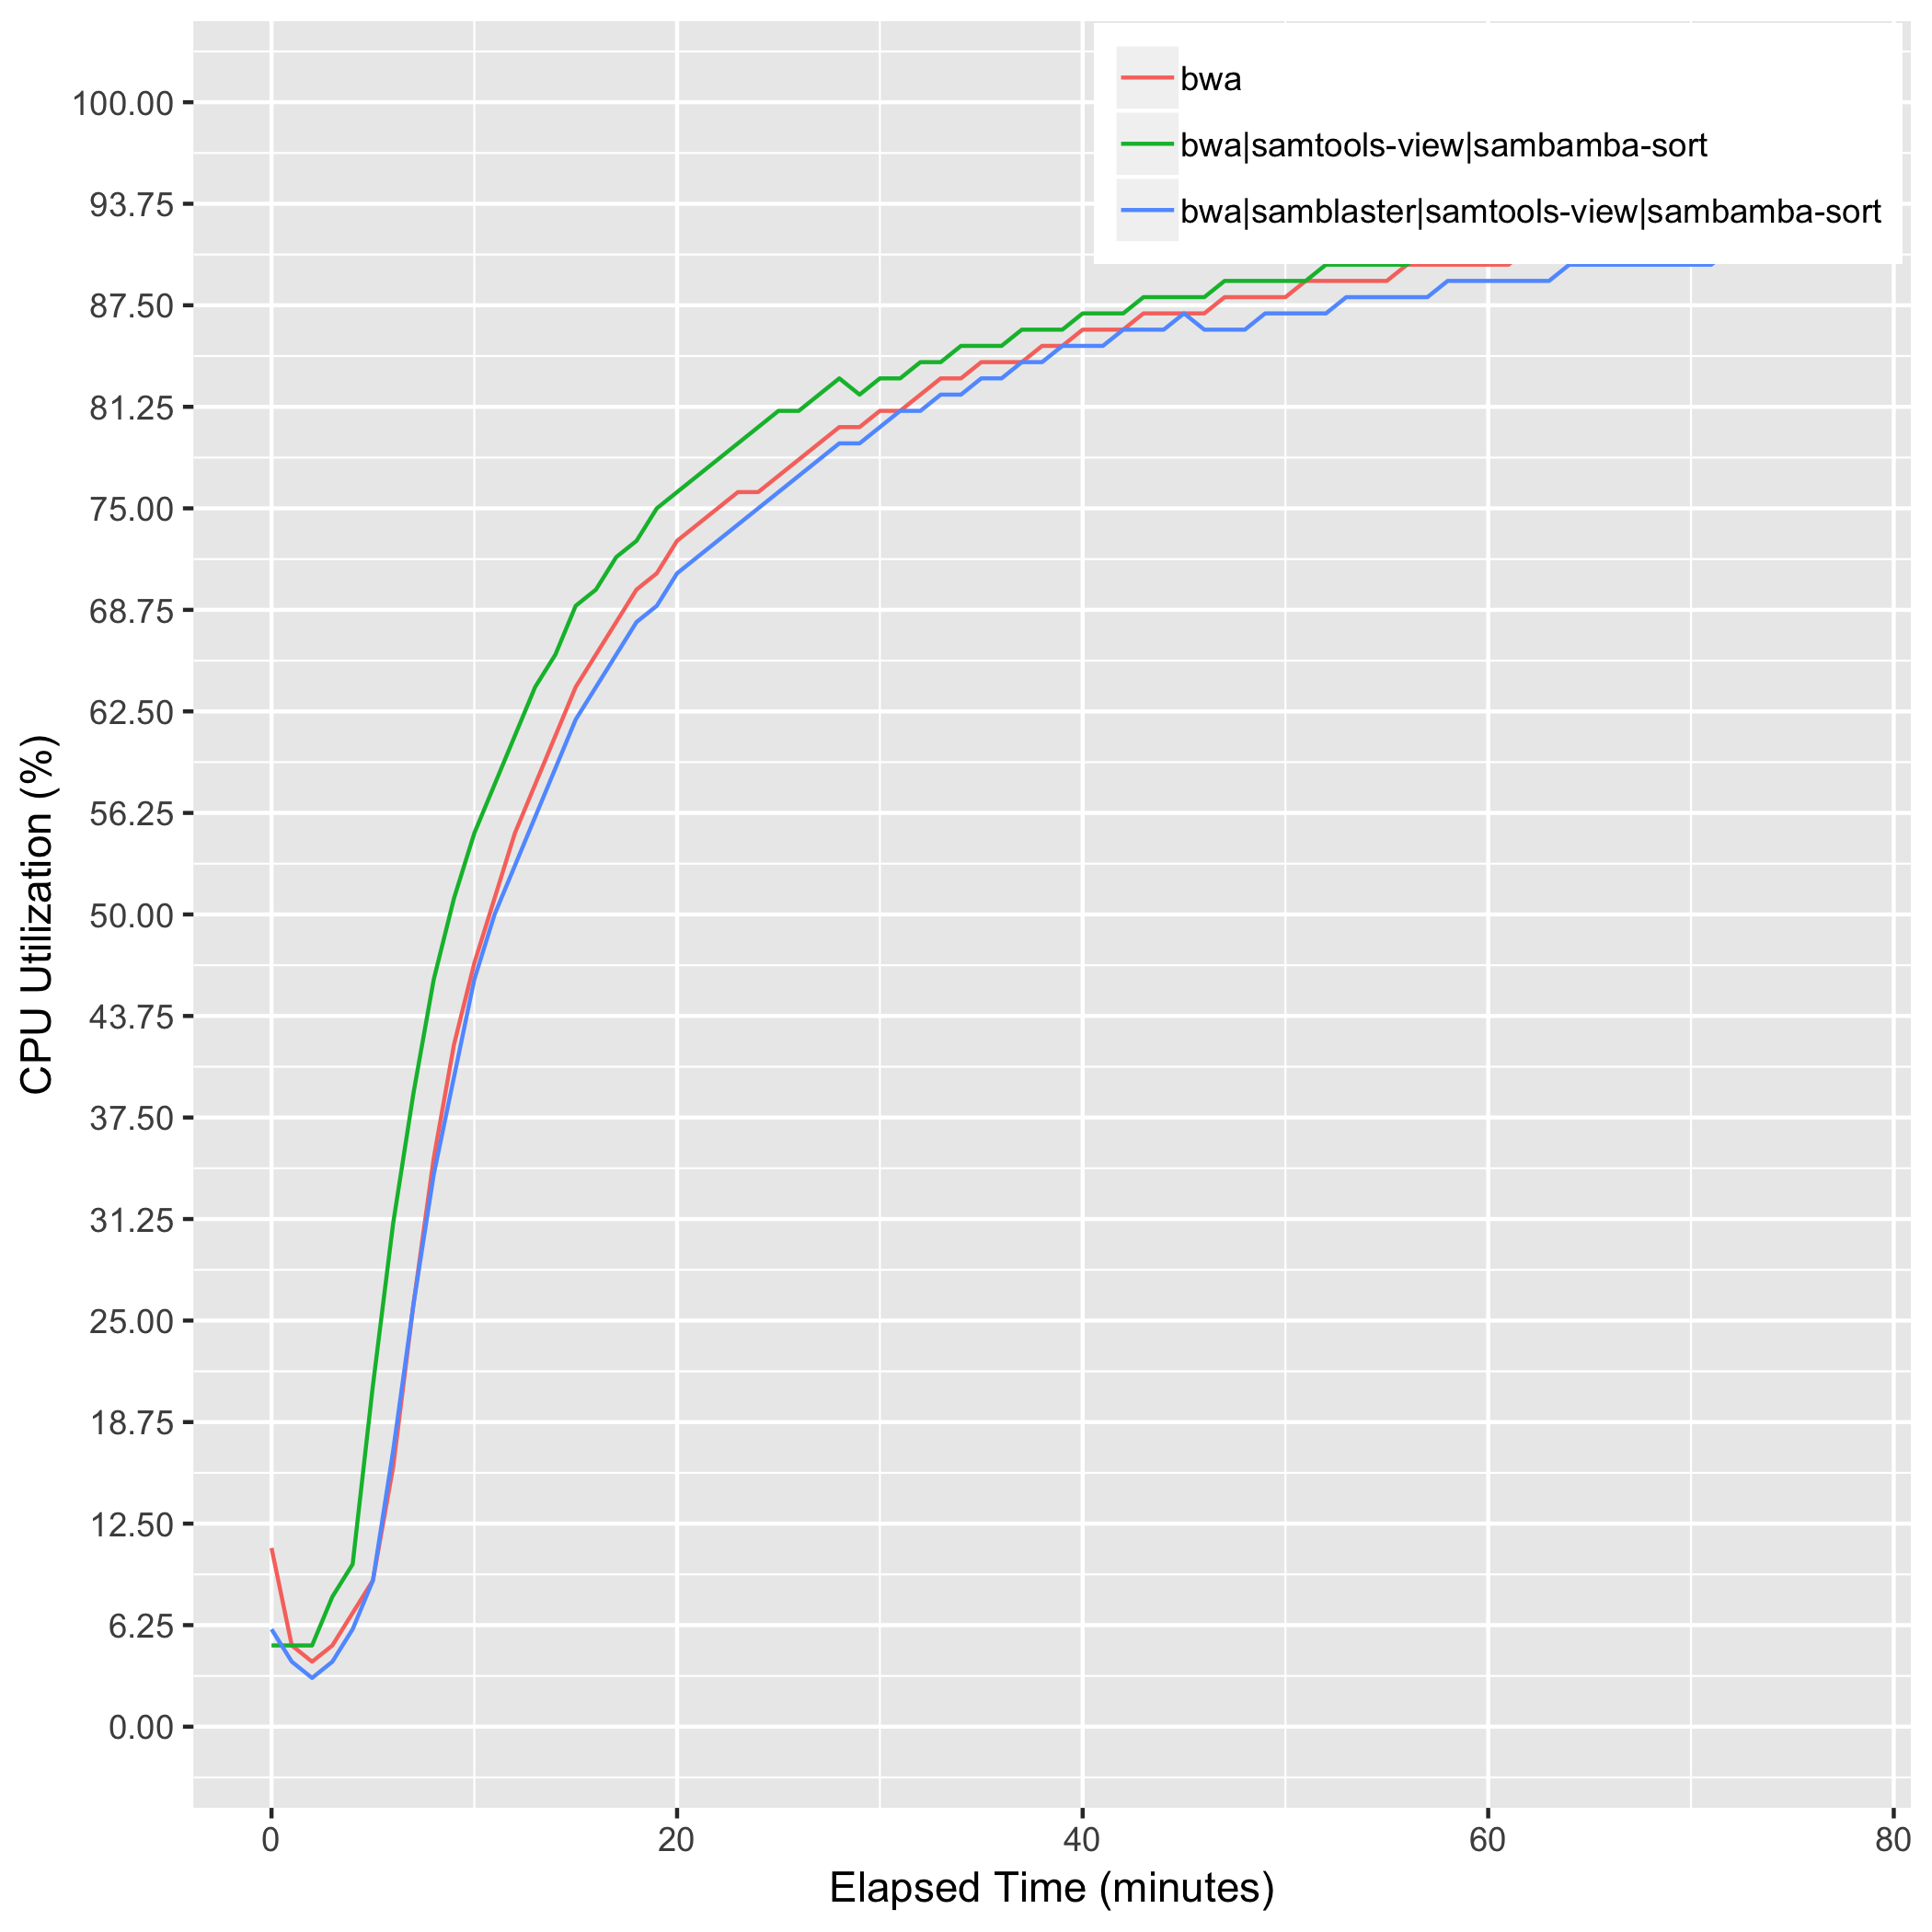 bwa
bwa|samtools-view|sambamba-sort
bwa|samblaster|samtools-view|sambamba-sort
100.00
93.75
87.50
81.25
75.00
68.75
62.50
56.25
50.00
43.75
37.50
31.25
25.00
18.75
12.50
6.25
0.00
CPU Utilization (%)
0 20 40 60 80
Elapsed Time (minutes)